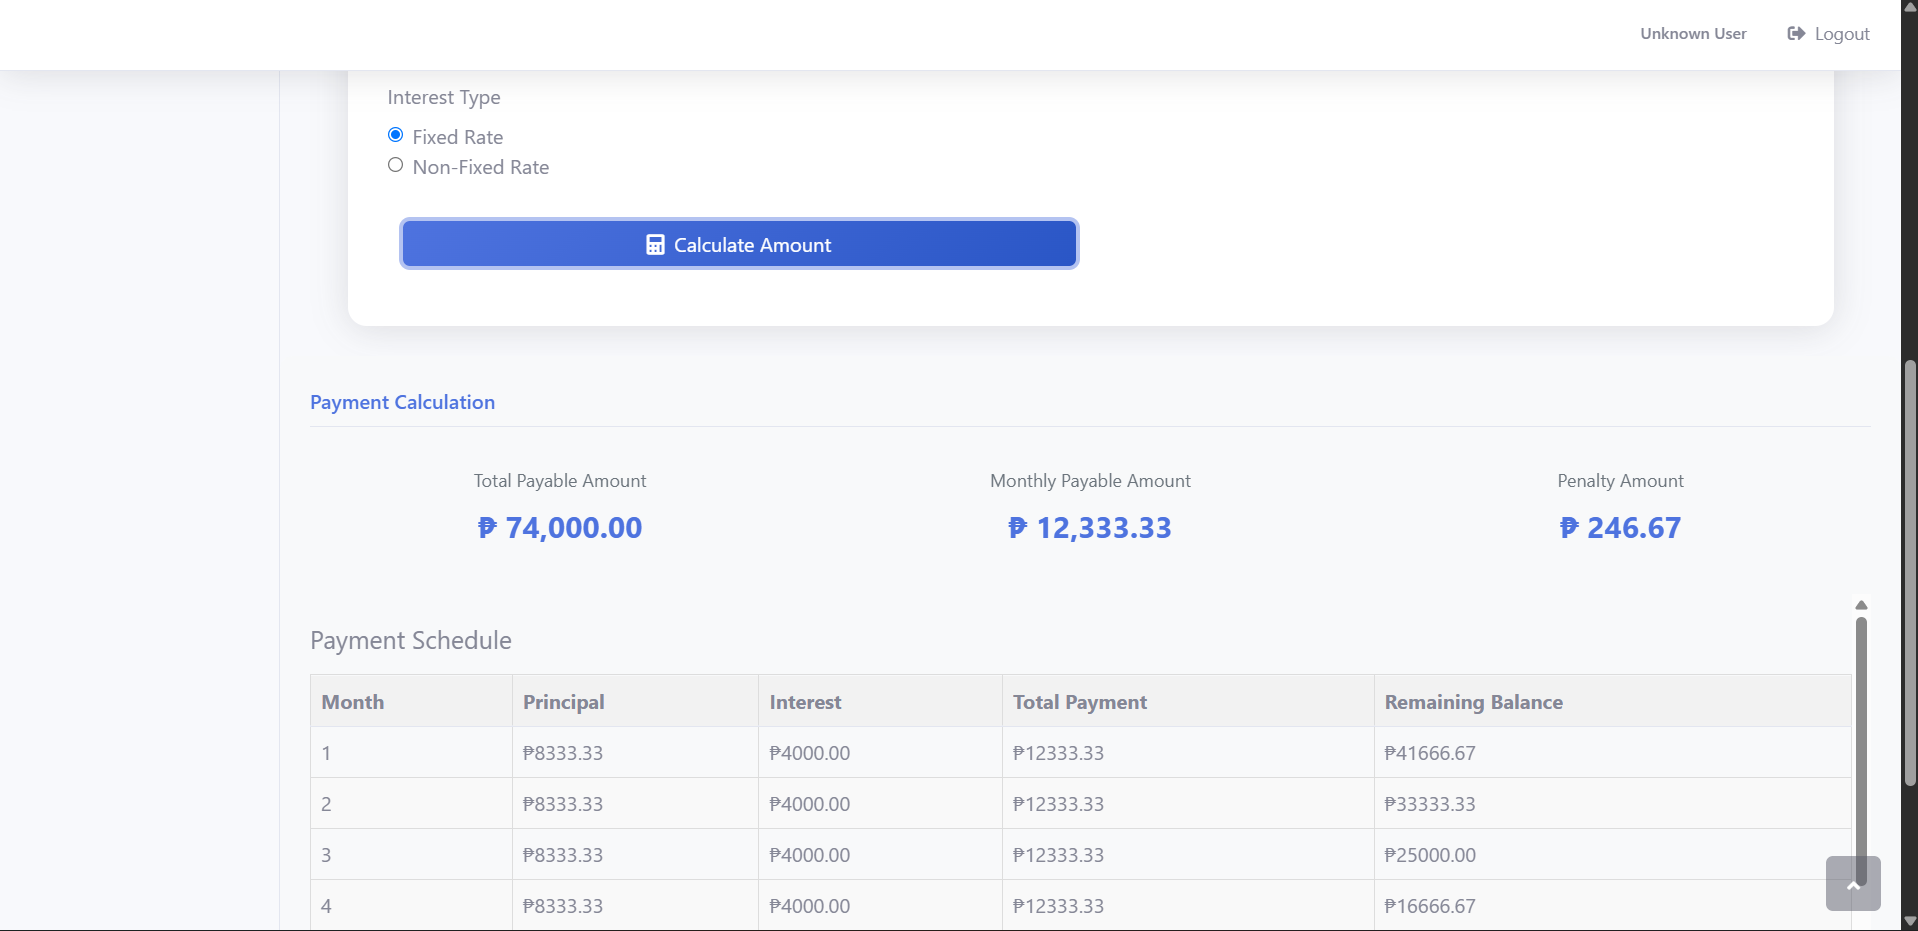 Unknown User Logout
Interest Type
Fixed Rate
Non-Fixed Rate
Calculate Amount
Payment Calculation
Total Payable Amount Monthly Payable Amount Penalty Amount
₱ 74,000.00 ₱ 12,333.33 ₱ 246.67
Payment Schedule
Month Principal Interest Total Payment Remaining Balance
1 ₱8333.33 ₱4000.00 ₱12333.33 ₱41666.67
2 ₱8333.33 ₱4000.00 ₱12333.33 ₱33333.33
3 ₱8333.33 ₱4000.00 ₱12333.33 ₱25000.00
4 ₱8333.33 ₱4000.00 ₱12333.33 ₱16666.67